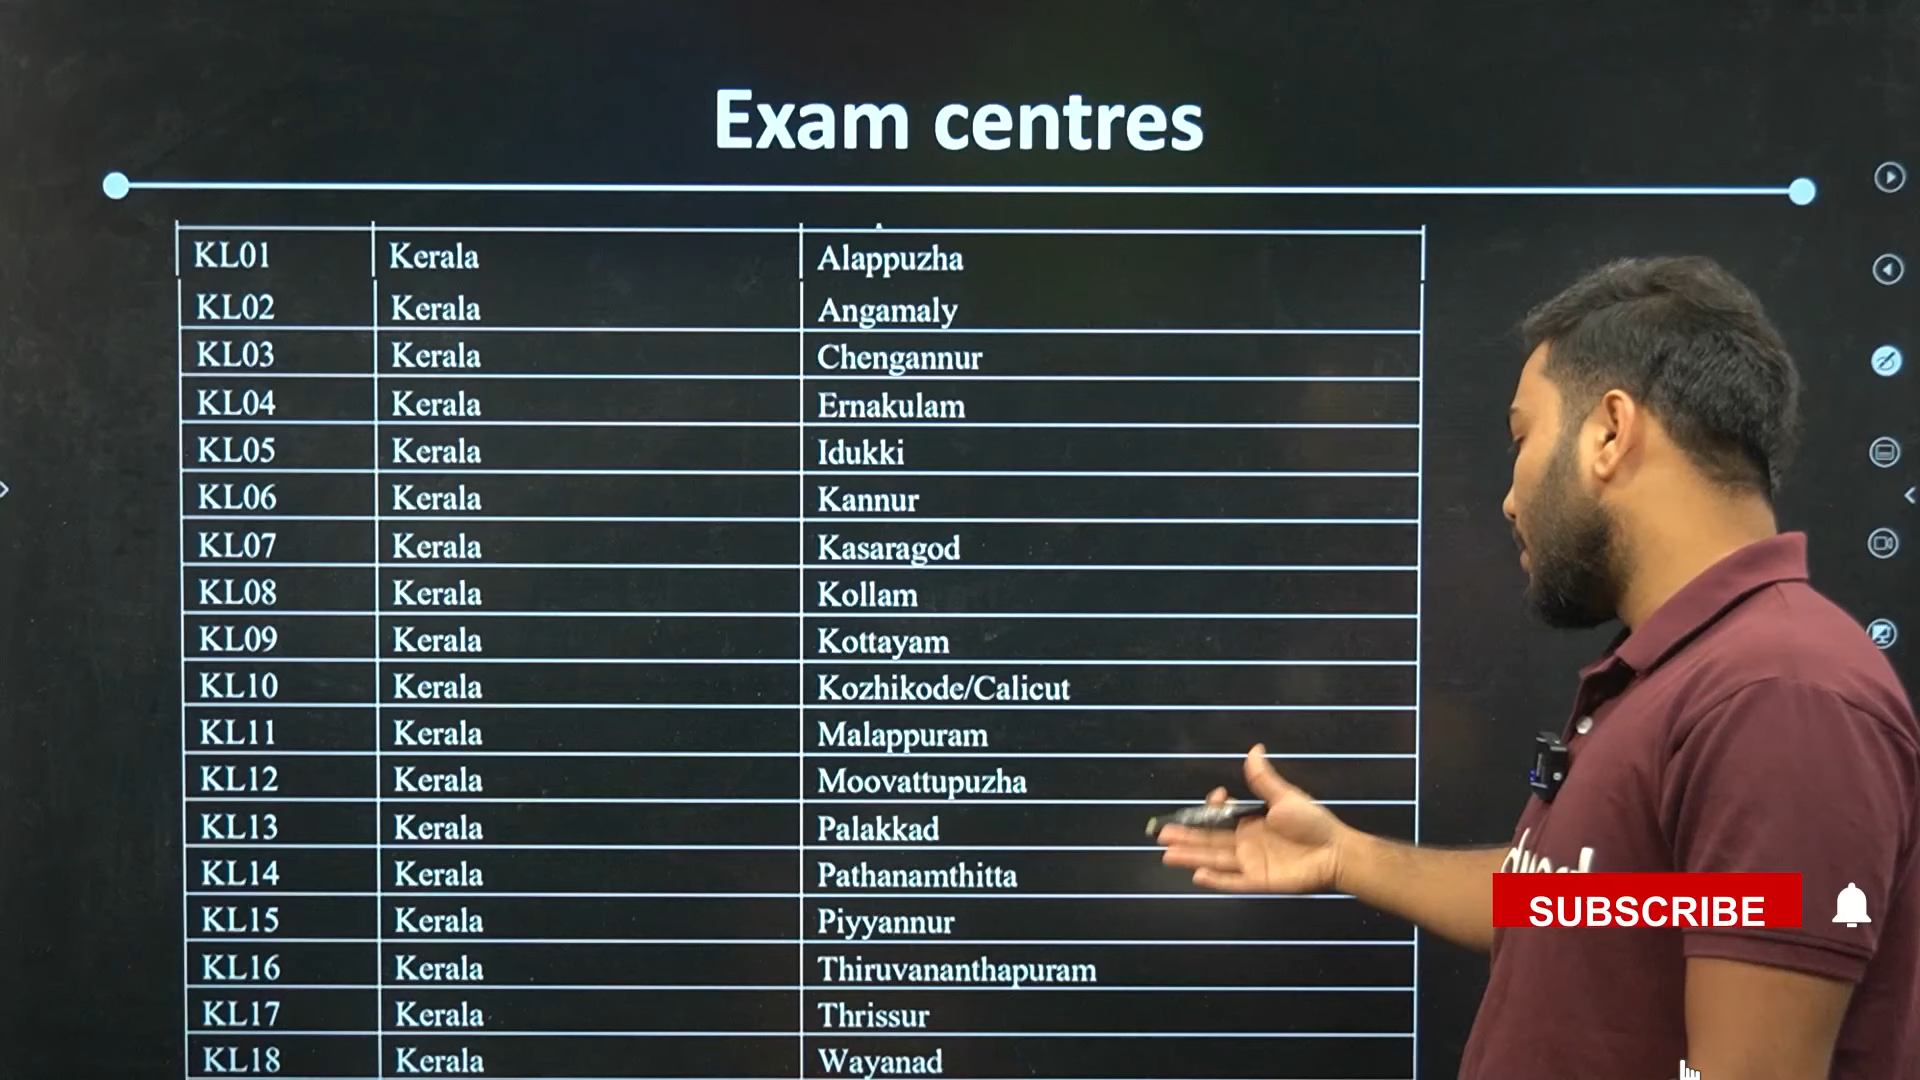 Exam centres
KL01 Kerala Alappuzha
KL02 Kerala Angamaly
KL03 Kerala Chengannur
KL04 Kerala Ernakulam
KL05 Kerala Idukki
KL06 Kerala Kannur
KL07 Kerala Kasaragod
KL08 Kerala Kollam
KL09 Kerala Kottayam
KL10 Kerala Kozhikode/Calicut
KL11 Kerala Malappuram
KL12 Kerala Moovattupuzha
KL13 Kerala Palakkad
KL14 Kerala Pathanamthitta
KL15 Kerala Piyyannur
KL16 Kerala Thiruvananthapuram
KL17 Kerala Thrissur
KL18 Kerala Wayanad
SUBSCRIBE